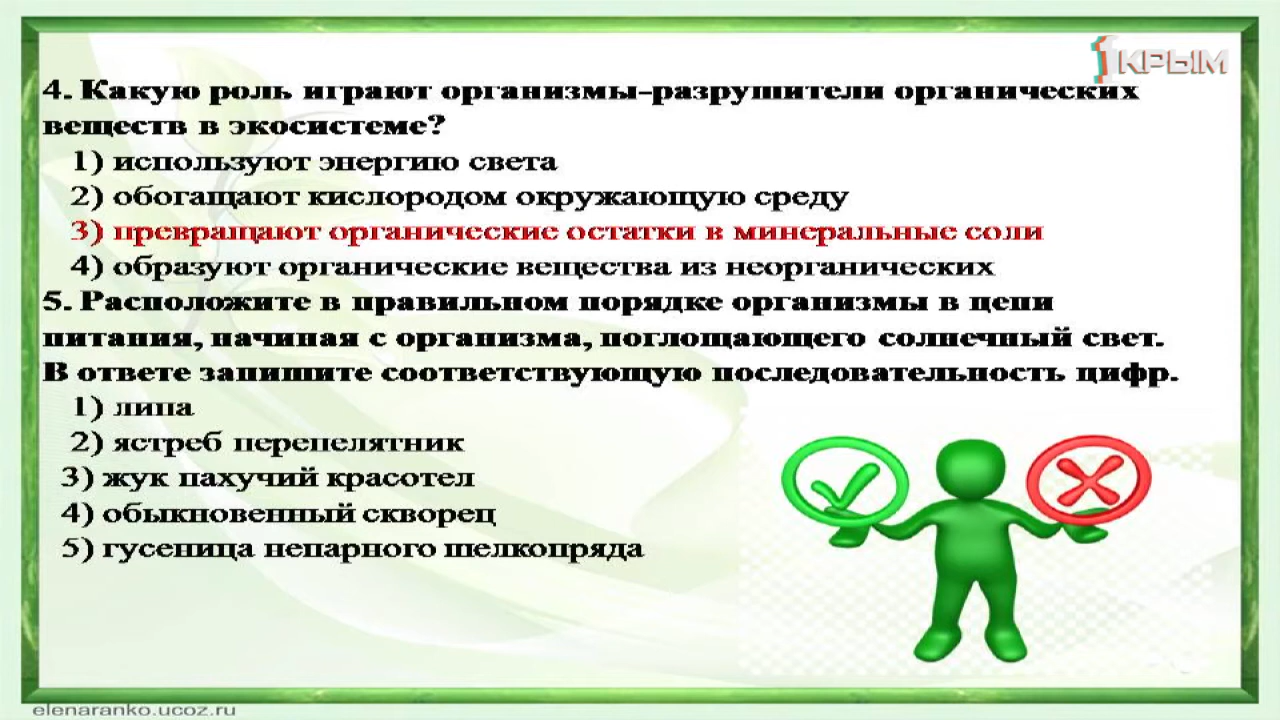 1 КРЫМ
4. Какую роль играют организмы-разрушители органических
веществ в экосистеме?
1) используют энергию света
2) обогащают кислородом окружающую среду
3) превращают органические остатки в минеральные соли
4) образуют органические вещества из неорганических
5. Расположите в правильном порядке организмы в цепи
питания, начиная с организма, поглощающего солнечный свет.
В ответе запишите соответствующую последовательность цифр.
1) липа
2) ястреб перепелятник
3) жук пахучий красотел
4) обыкновенный скворец
5) гусеница непарного шелкопряда
elenaranko.ucoz.ru